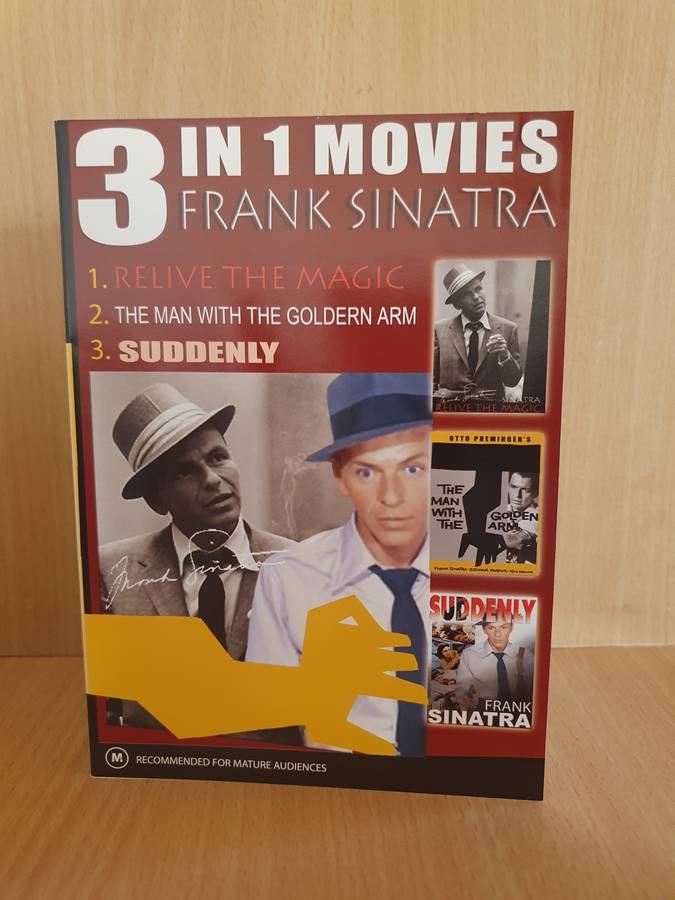 3 IN 1 MOVIES
FRANK SINATRA
1. RELIVE THE MAGIC
2. THE MAN WITH THE GOLDERN ARM
3. SUDDENLY
Frank Sinatra
SINATRA
RELIVE THE MAGIC
OTTO PREMINGER'S
THE
MAN
WITH
THE
GOLDEN
ARM
SUDDENLY
FRANK
SINATRA
M RECOMMENDED FOR MATURE AUDIENCES